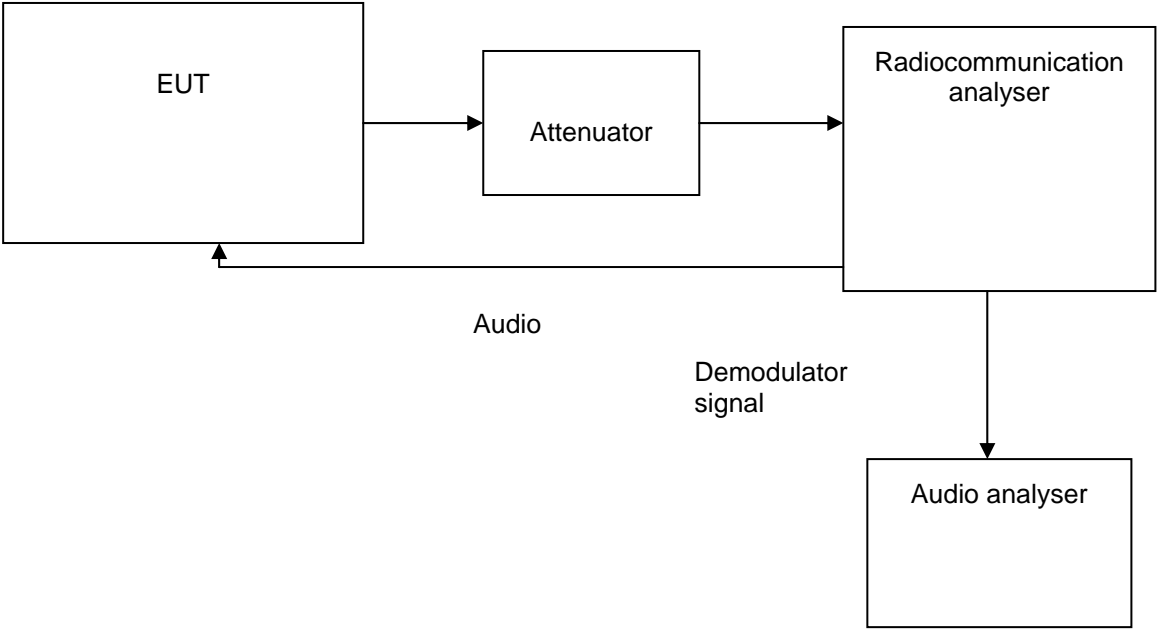 EUT
Attenuator
Radiocommunication
analyser
Audio
Demodulator
signal
Audio analyser